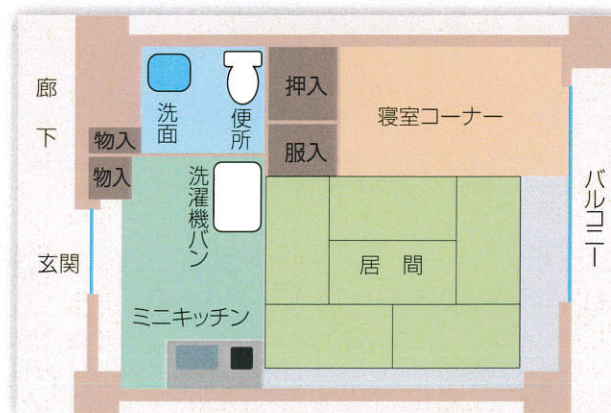 廊下
洗面
便所
押入
寝室コーナー
物入
服入
物入
洗濯機バン
バルコニー
玄関
居間
ミニキッチン